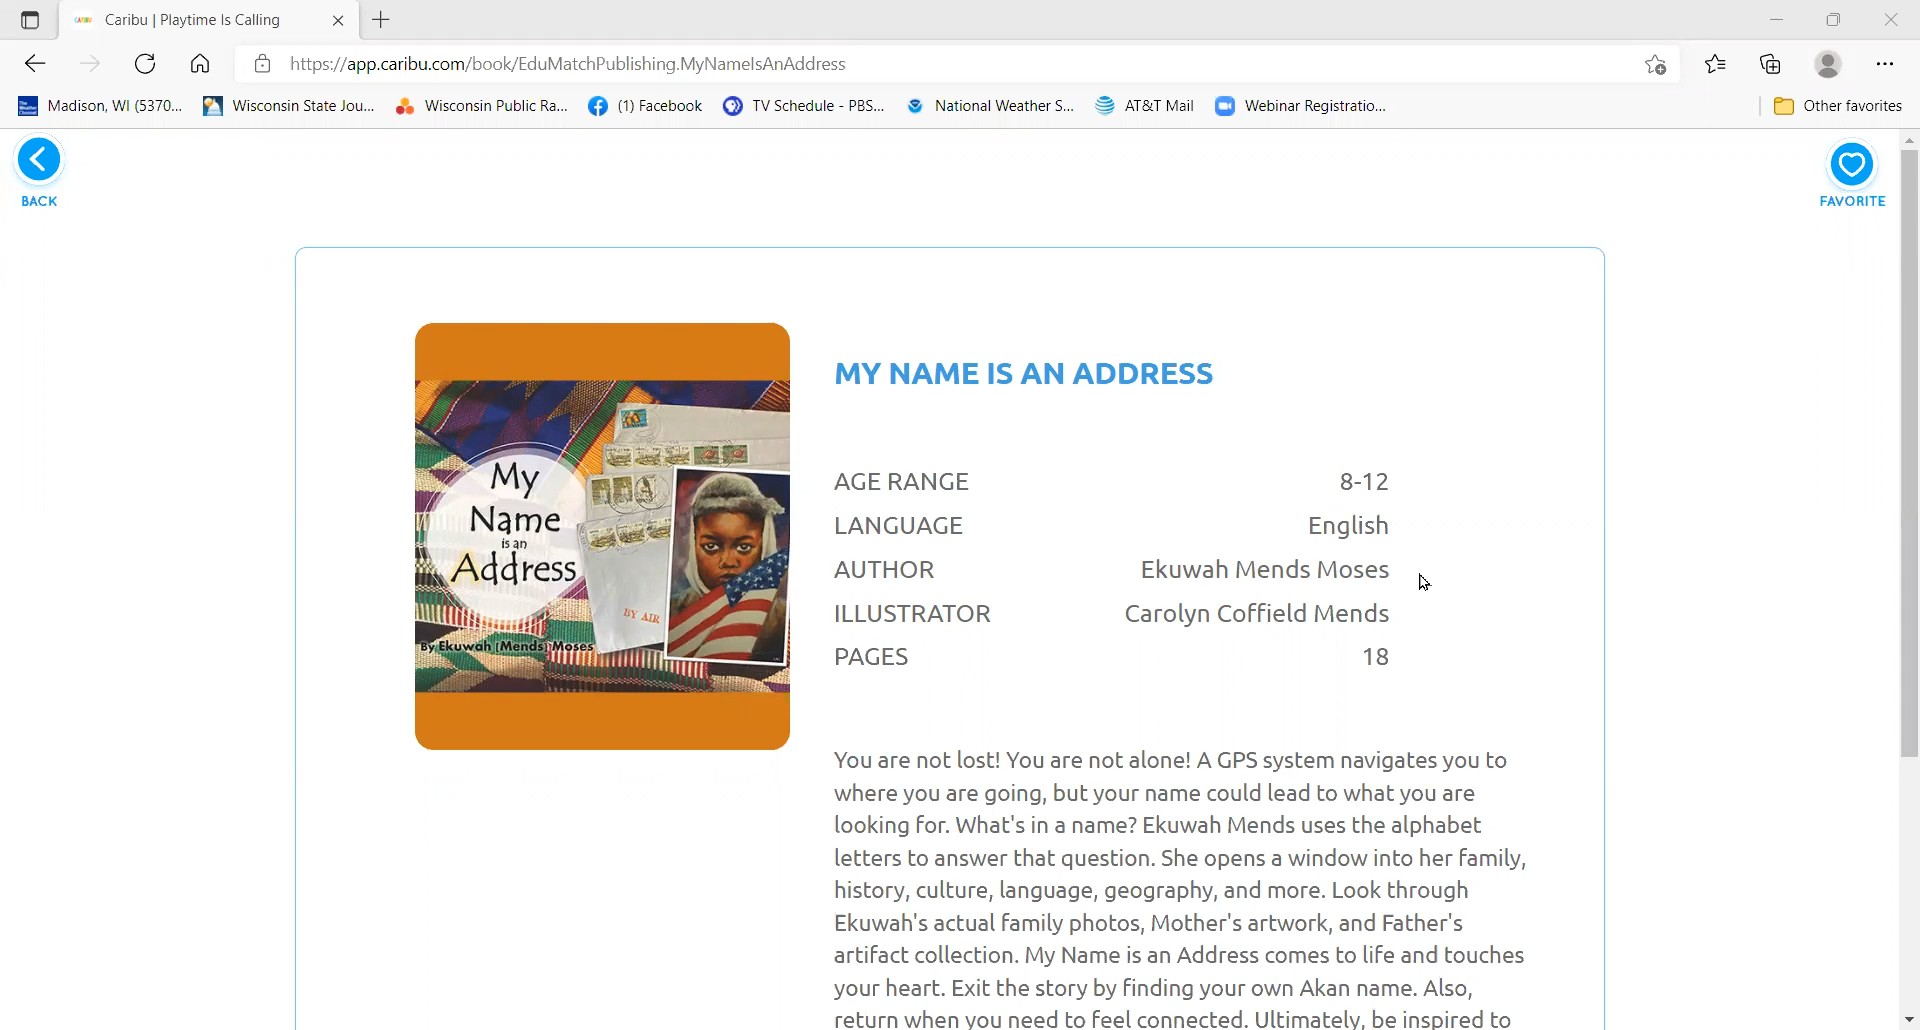 Caribu | Playtime Is Calling
https://app.caribu.com/book/EduMatchPublishing.MyNameIsAnAddress
Madison, WI (5370... Wisconsin State Jou... Wisconsin Public Ra... (1) Facebook TV Schedule - PBS... National Weather S... AT&T Mail Webinar Registratio... Other favorites
BACK
FAVORITE
My
Name
is an
Address
BY AIR
By Ekuwah (Mends) Moses
MY NAME IS AN ADDRESS
AGE RANGE 8-12
LANGUAGE English
AUTHOR Ekuwah Mends Moses
ILLUSTRATOR Carolyn Coffield Mends
PAGES 18
You are not lost! You are not alone! A GPS system navigates you to
where you are going, but your name could lead to what you are
looking for. What's in a name? Ekuwah Mends uses the alphabet
letters to answer that question. She opens a window into her family,
history, culture, language, geography, and more. Look through
Ekuwah's actual family photos, Mother's artwork, and Father's
artifact collection. My Name is an Address comes to life and touches
your heart. Exit the story by finding your own Akan name. Also,
return when you need to feel connected. Ultimately, be inspired to